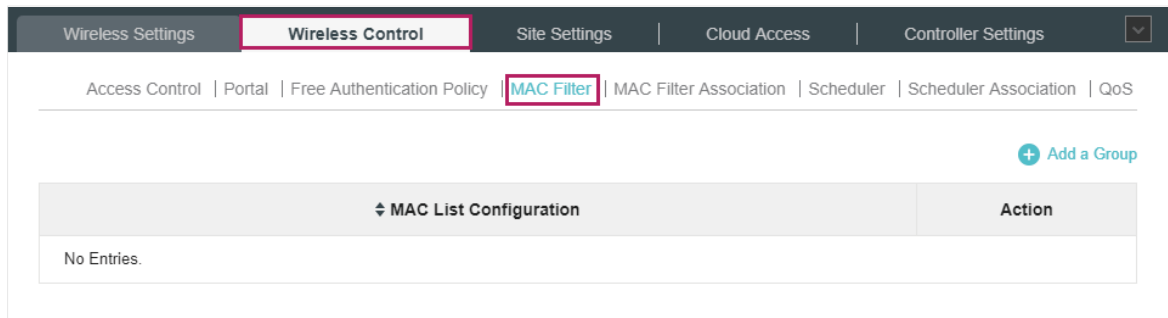 Wireless Settings Wireless Control Site Settings | Cloud Access | Controller Settings
Access Control | Portal | Free Authentication Policy | MAC Filter | MAC Filter Association | Scheduler | Scheduler Association | QoS
Add a Group
MAC List Configuration Action
No Entries.